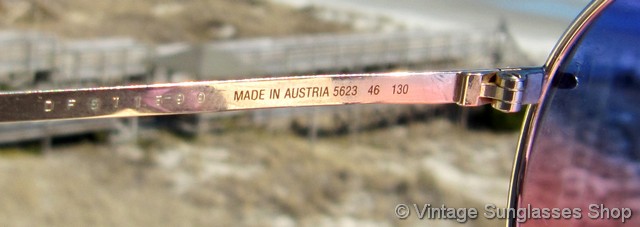 MADE IN AUSTRIA 5623 46 130
© Vintage Sunglasses Shop